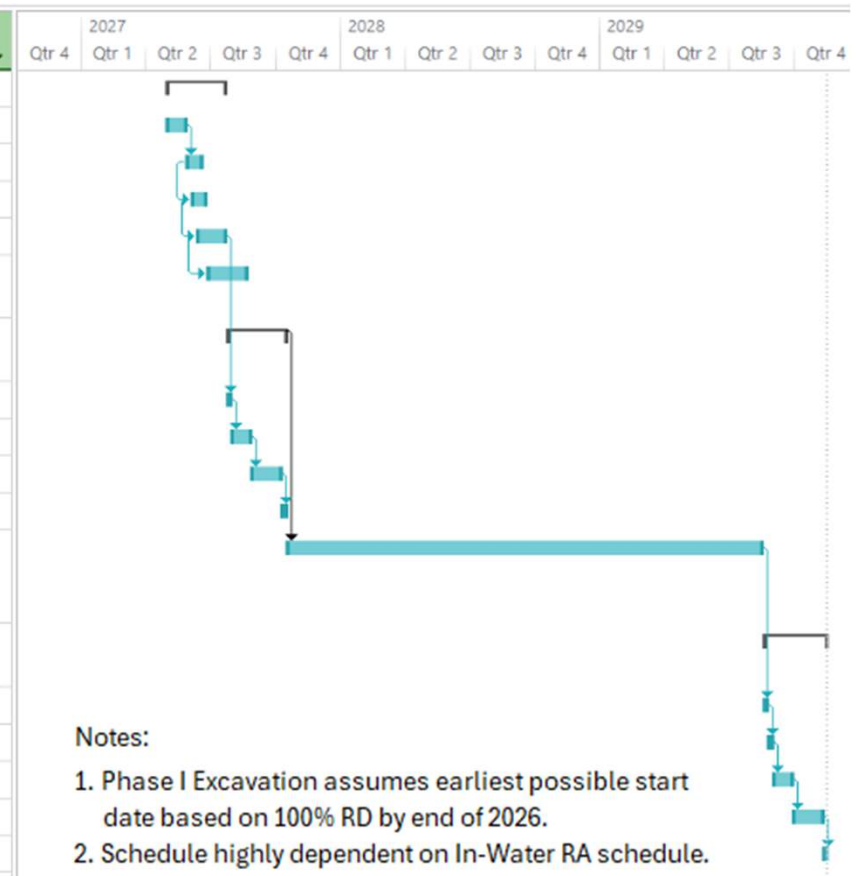 2027 2028 2029
Qtr 4 Qtr 1 Qtr 2 Qtr 3 Qtr 4 Qtr 1 Qtr 2 Qtr 3 Qtr 4 Qtr 1 Qtr 2 Qtr 3 Qtr 4
Notes:
1. Phase I Excavation assumes earliest possible start
date based on 100% RD by end of 2026.
2. Schedule highly dependent on In-Water RA schedule.